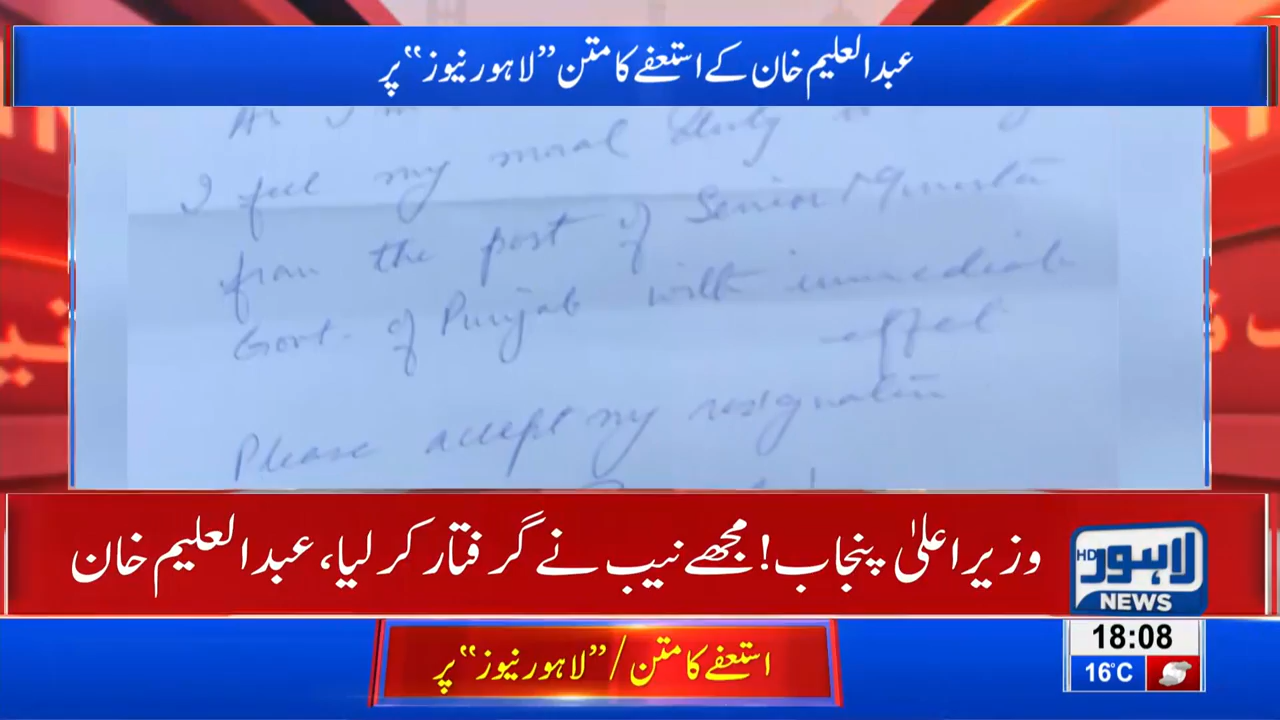 عبدالعلیم خان کے استعفے کا متن ”لاہور نیوز“ پر
I feel my moral duty
from the post of Senior Minister
Govt. of Punjab with immediate
effect
Please accept my resignation
وزیراعلیٰ پنجاب! مجھے نیب نے گرفتار کر لیا، عبدالعلیم خان
لاہور HD
NEWS
18:08
16°C
استعفے کا متن / ”لاہور نیوز“ پر